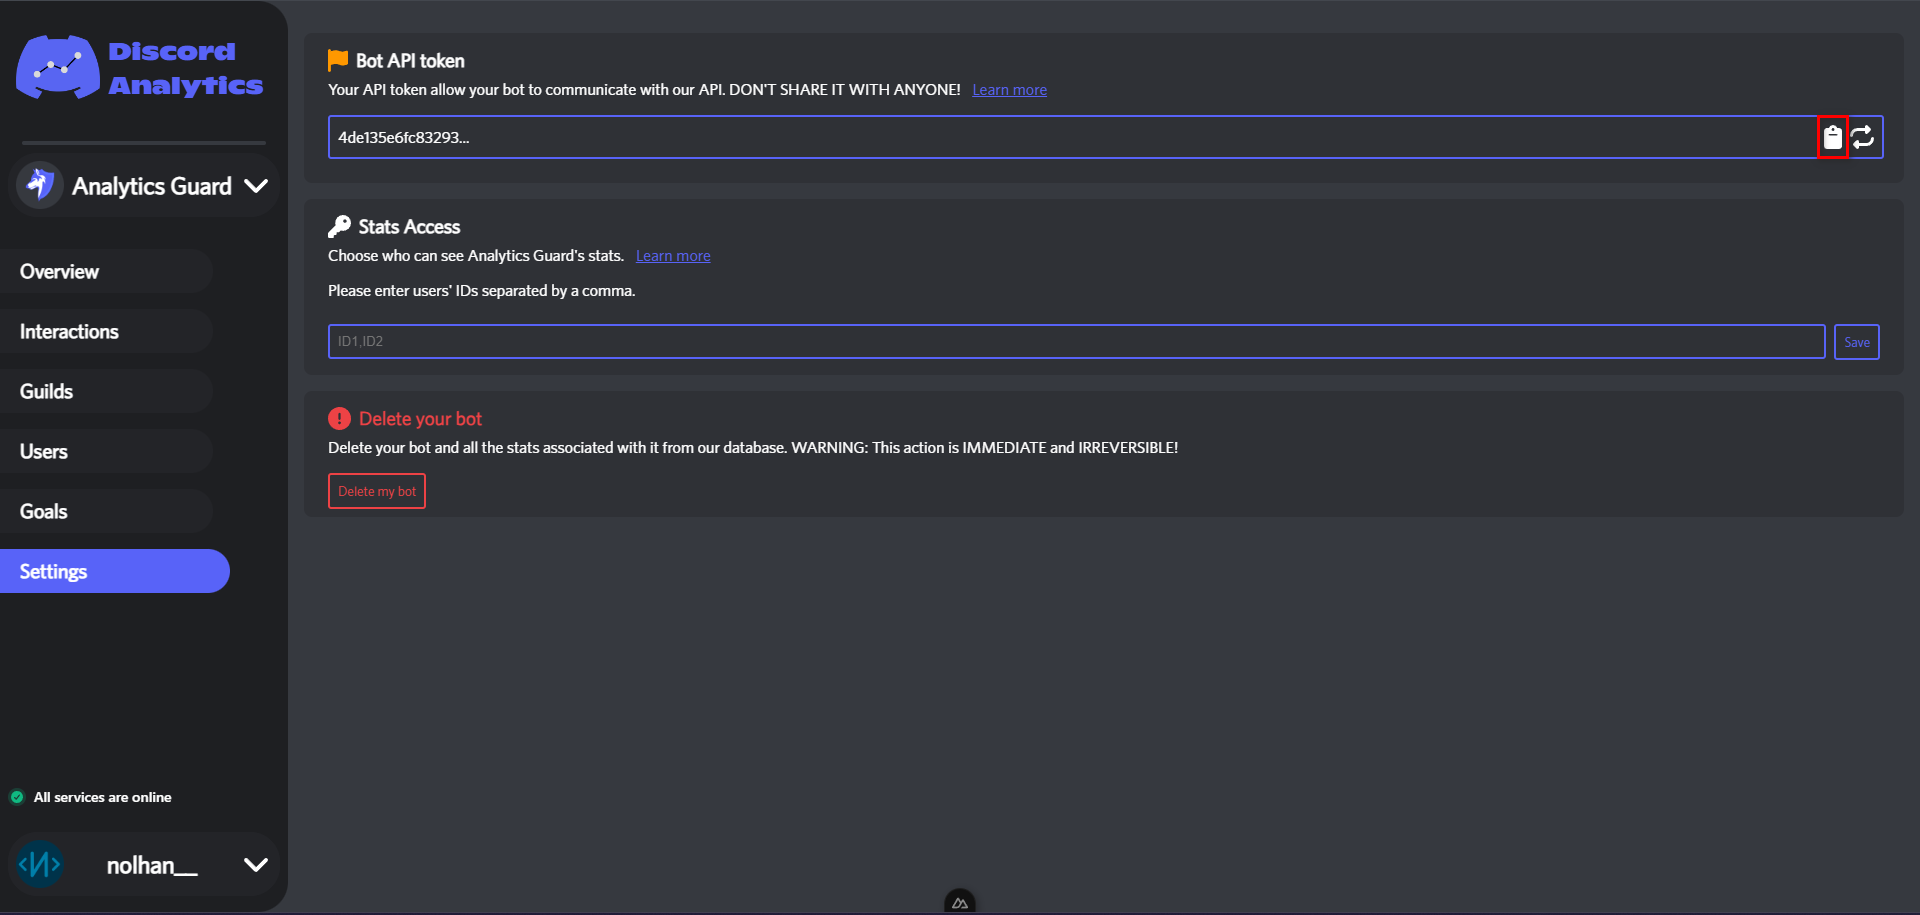 Discord
Analytics
Analytics Guard
Overview
Interactions
Guilds
Users
Goals
Settings
All services are online
nolhan__
Bot API token
Your API token allow your bot to communicate with our API. DON'T SHARE IT WITH ANYONE! Learn more
4de135e6fc83293...
Stats Access
Choose who can see Analytics Guard's stats. Learn more
Please enter users' IDs separated by a comma.
ID1,ID2
Save
Delete your bot
Delete your bot and all the stats associated with it from our database. WARNING: This action is IMMEDIATE and IRREVERSIBLE!
Delete my bot